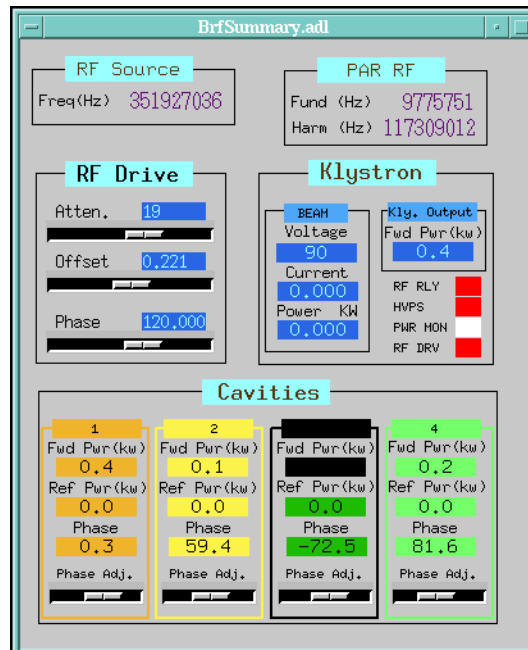 BrfSummary.adl
RF Source
Freq(Hz) 351927036
PAR RF
Fund (Hz) 9775751
Harm (Hz) 117309012
RF Drive
Atten. 19
Offset 0.221
Phase 120.000
Klystron
BEAM
Voltage
90
Current
0.000
Power KW
0.000
Kly. Output
Fwd Pwr(kw)
0.4
RF RLY
HVPS
PWR MON
RF DRV
Cavities
1
Fwd Pwr(kw)
0.4
Ref Pwr(kw)
0.0
Phase
0.3
Phase Adj.
2
Fwd Pwr(kw)
0.1
Ref Pwr(kw)
0.0
Phase
59.4
Phase Adj.
Fwd Pwr(kw)
Ref Pwr(kw)
0.0
Phase
-72.5
Phase Adj.
4
Fwd Pwr(kw)
0.2
Ref Pwr(kw)
0.0
Phase
81.6
Phase Adj.